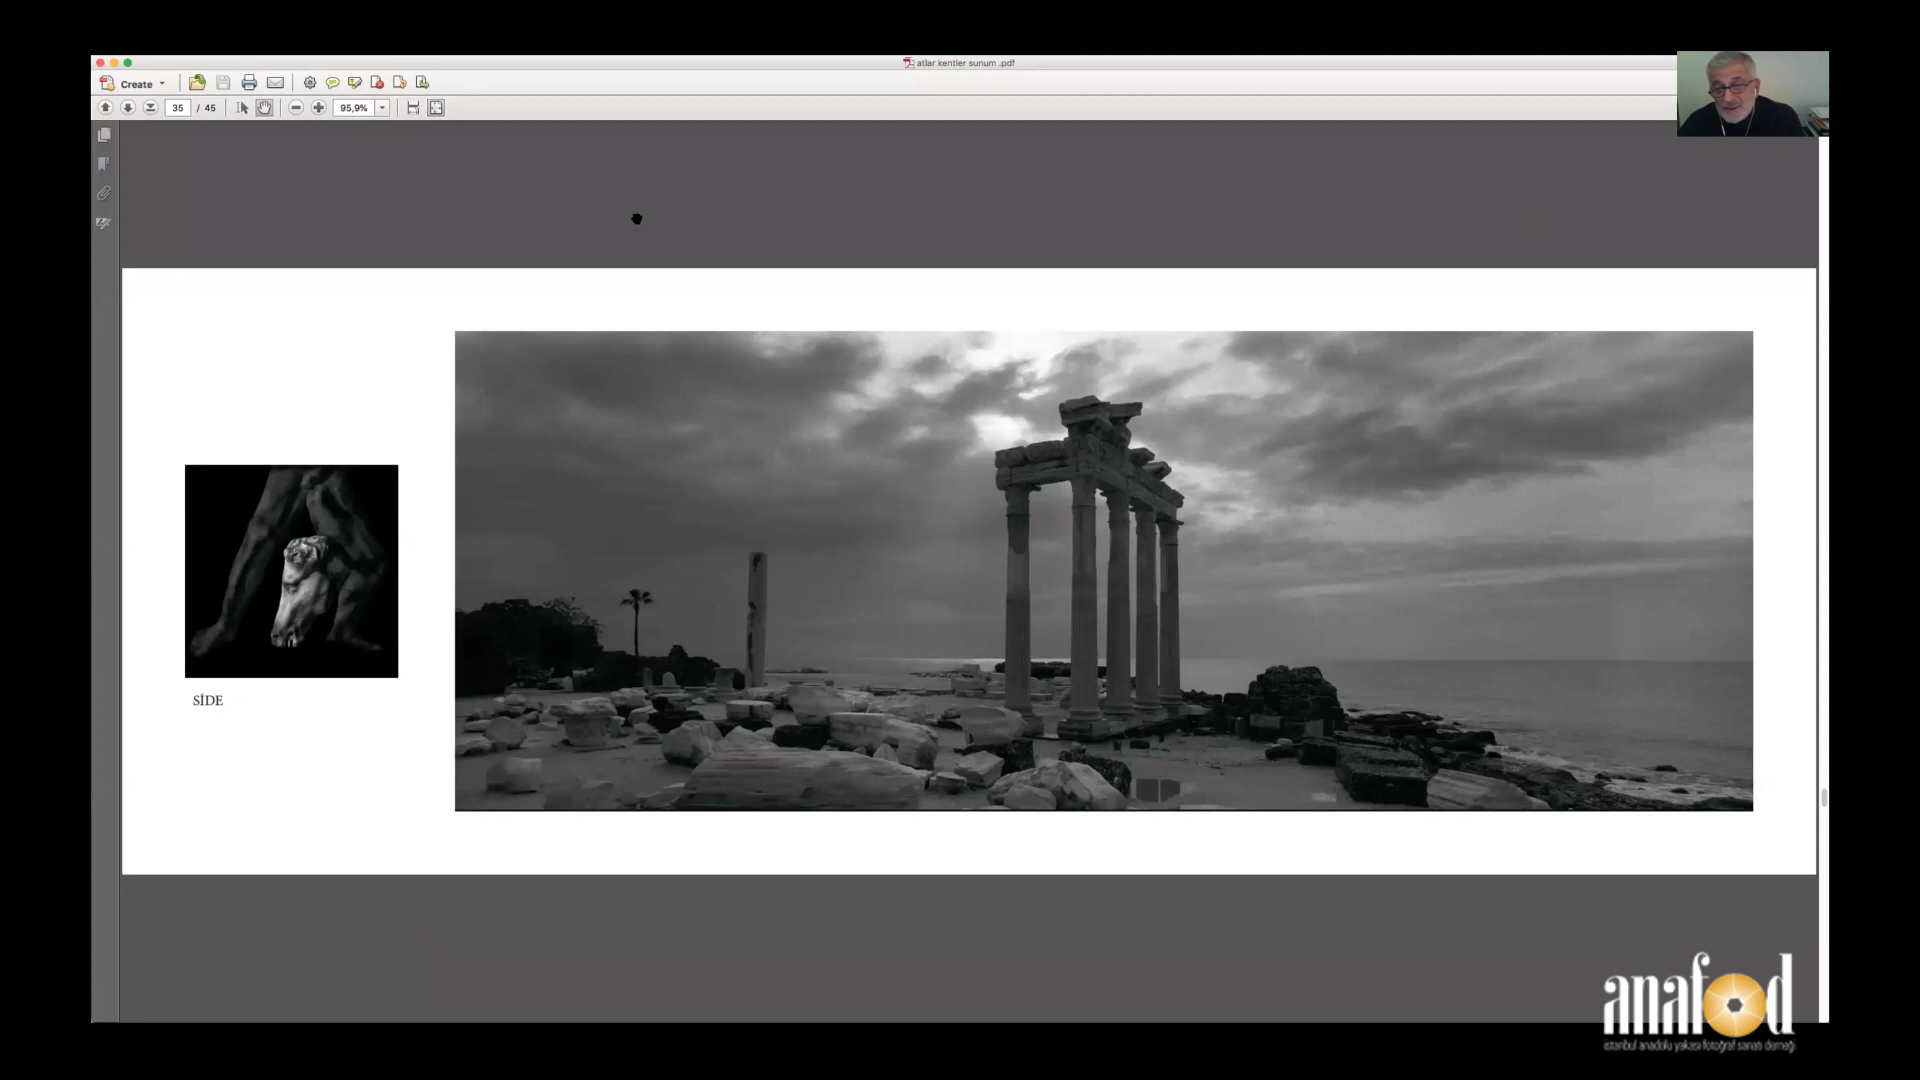 atlar kentler sunum .pdf
Create
35 / 45 95,9%
SİDE
anafod
istanbul anadolu yakası fotoğraf sanatı derneği